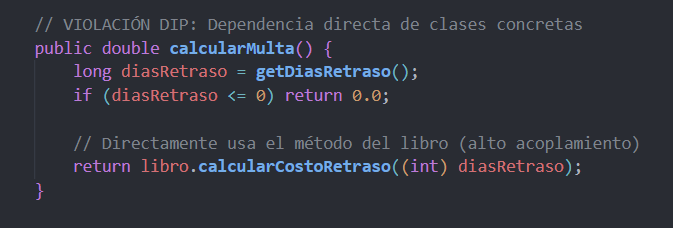 // VIOLACIÓN DIP: Dependencia directa de clases concretas
public double calcularMulta() {
    long diasRetraso = getDiasRetraso();
    if (diasRetraso <= 0) return 0.0;

    // Directamente usa el método del libro (alto acoplamiento)
    return libro.calcularCostoRetraso((int) diasRetraso);
}